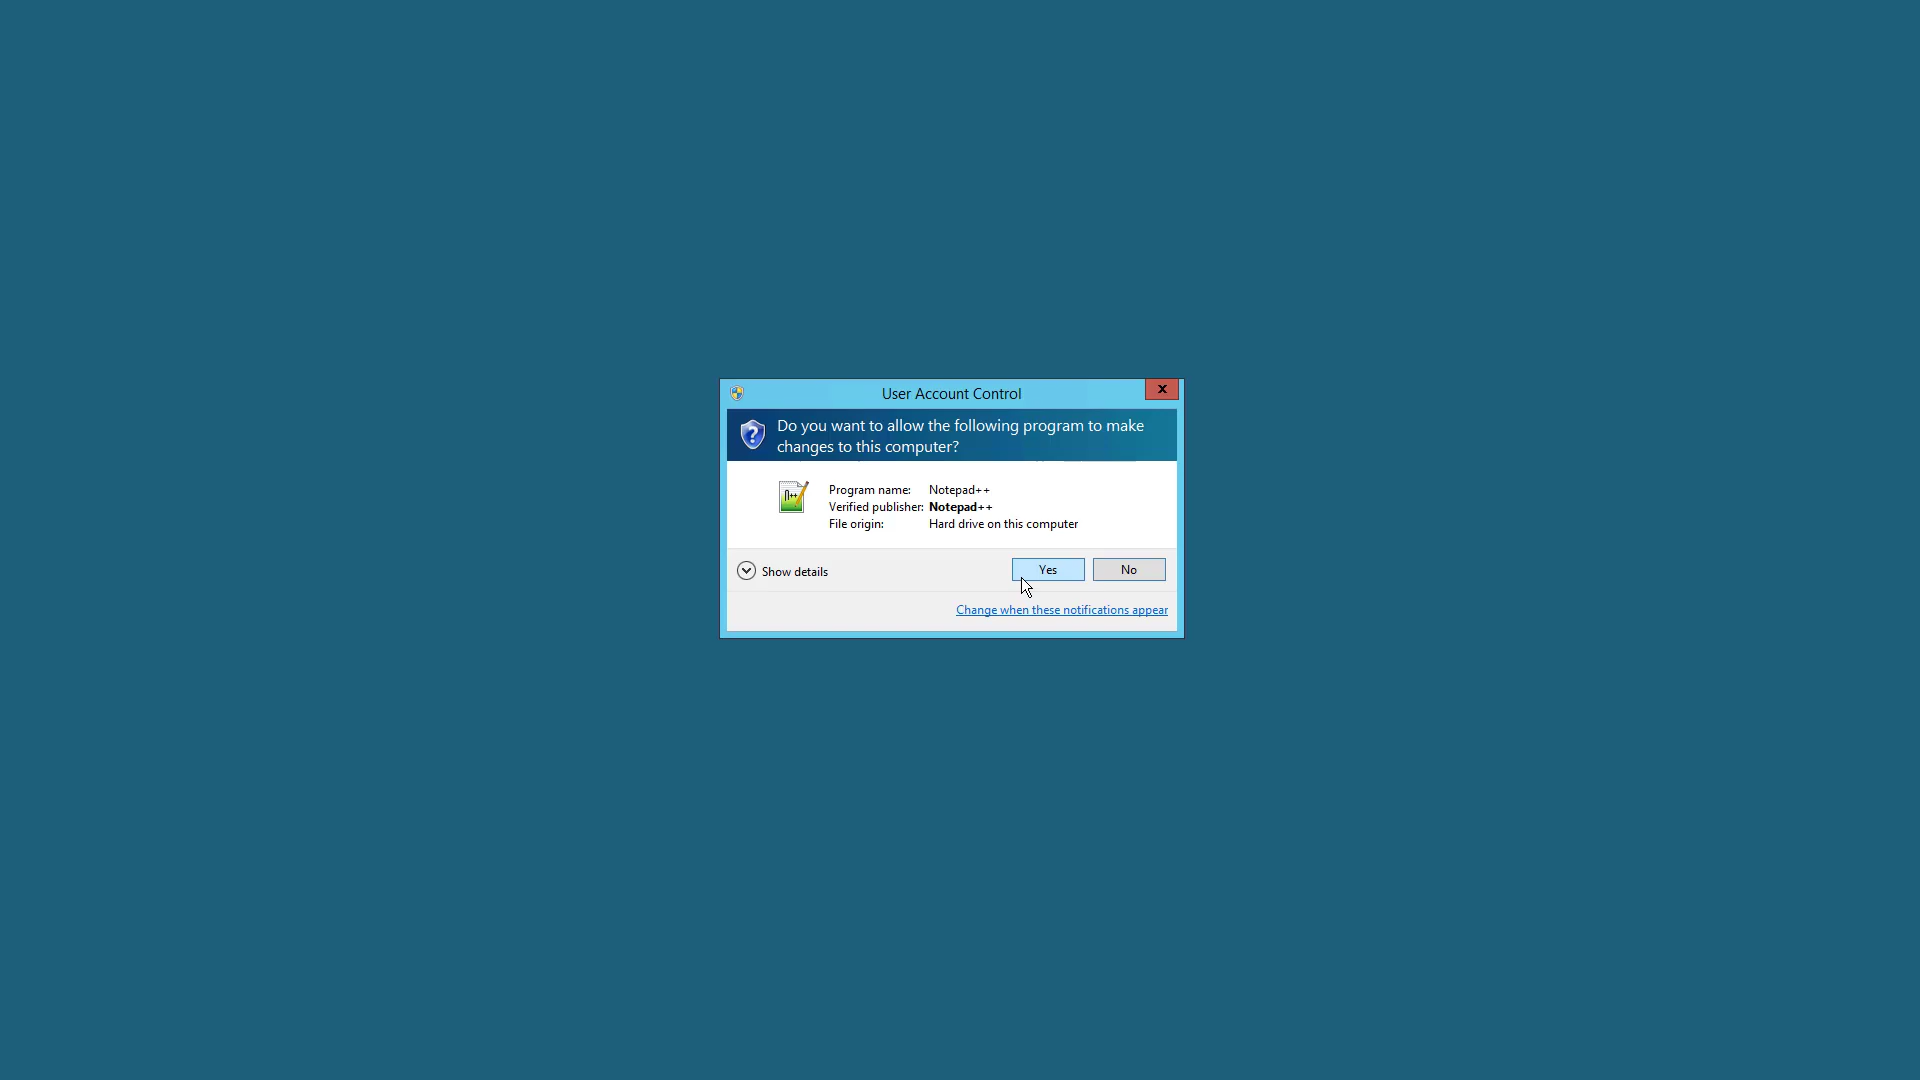 User Account Control
x
Do you want to allow the following program to make
changes to this computer?
Program name: Notepad++
Verified publisher: Notepad++
File origin: Hard drive on this computer
Show details
Yes
No
Change when these notifications appear